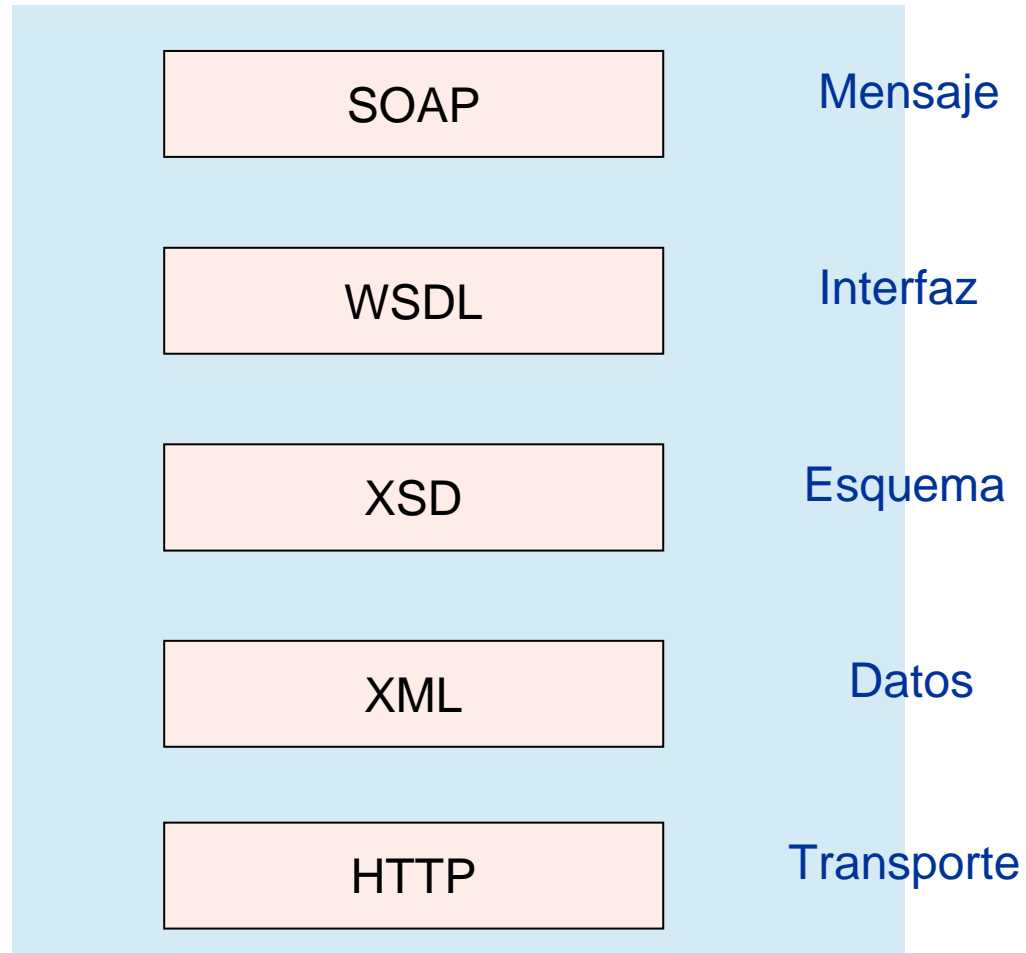 SOAP Mensaje
WSDL Interfaz
XSD Esquema
XML Datos
HTTP Transporte